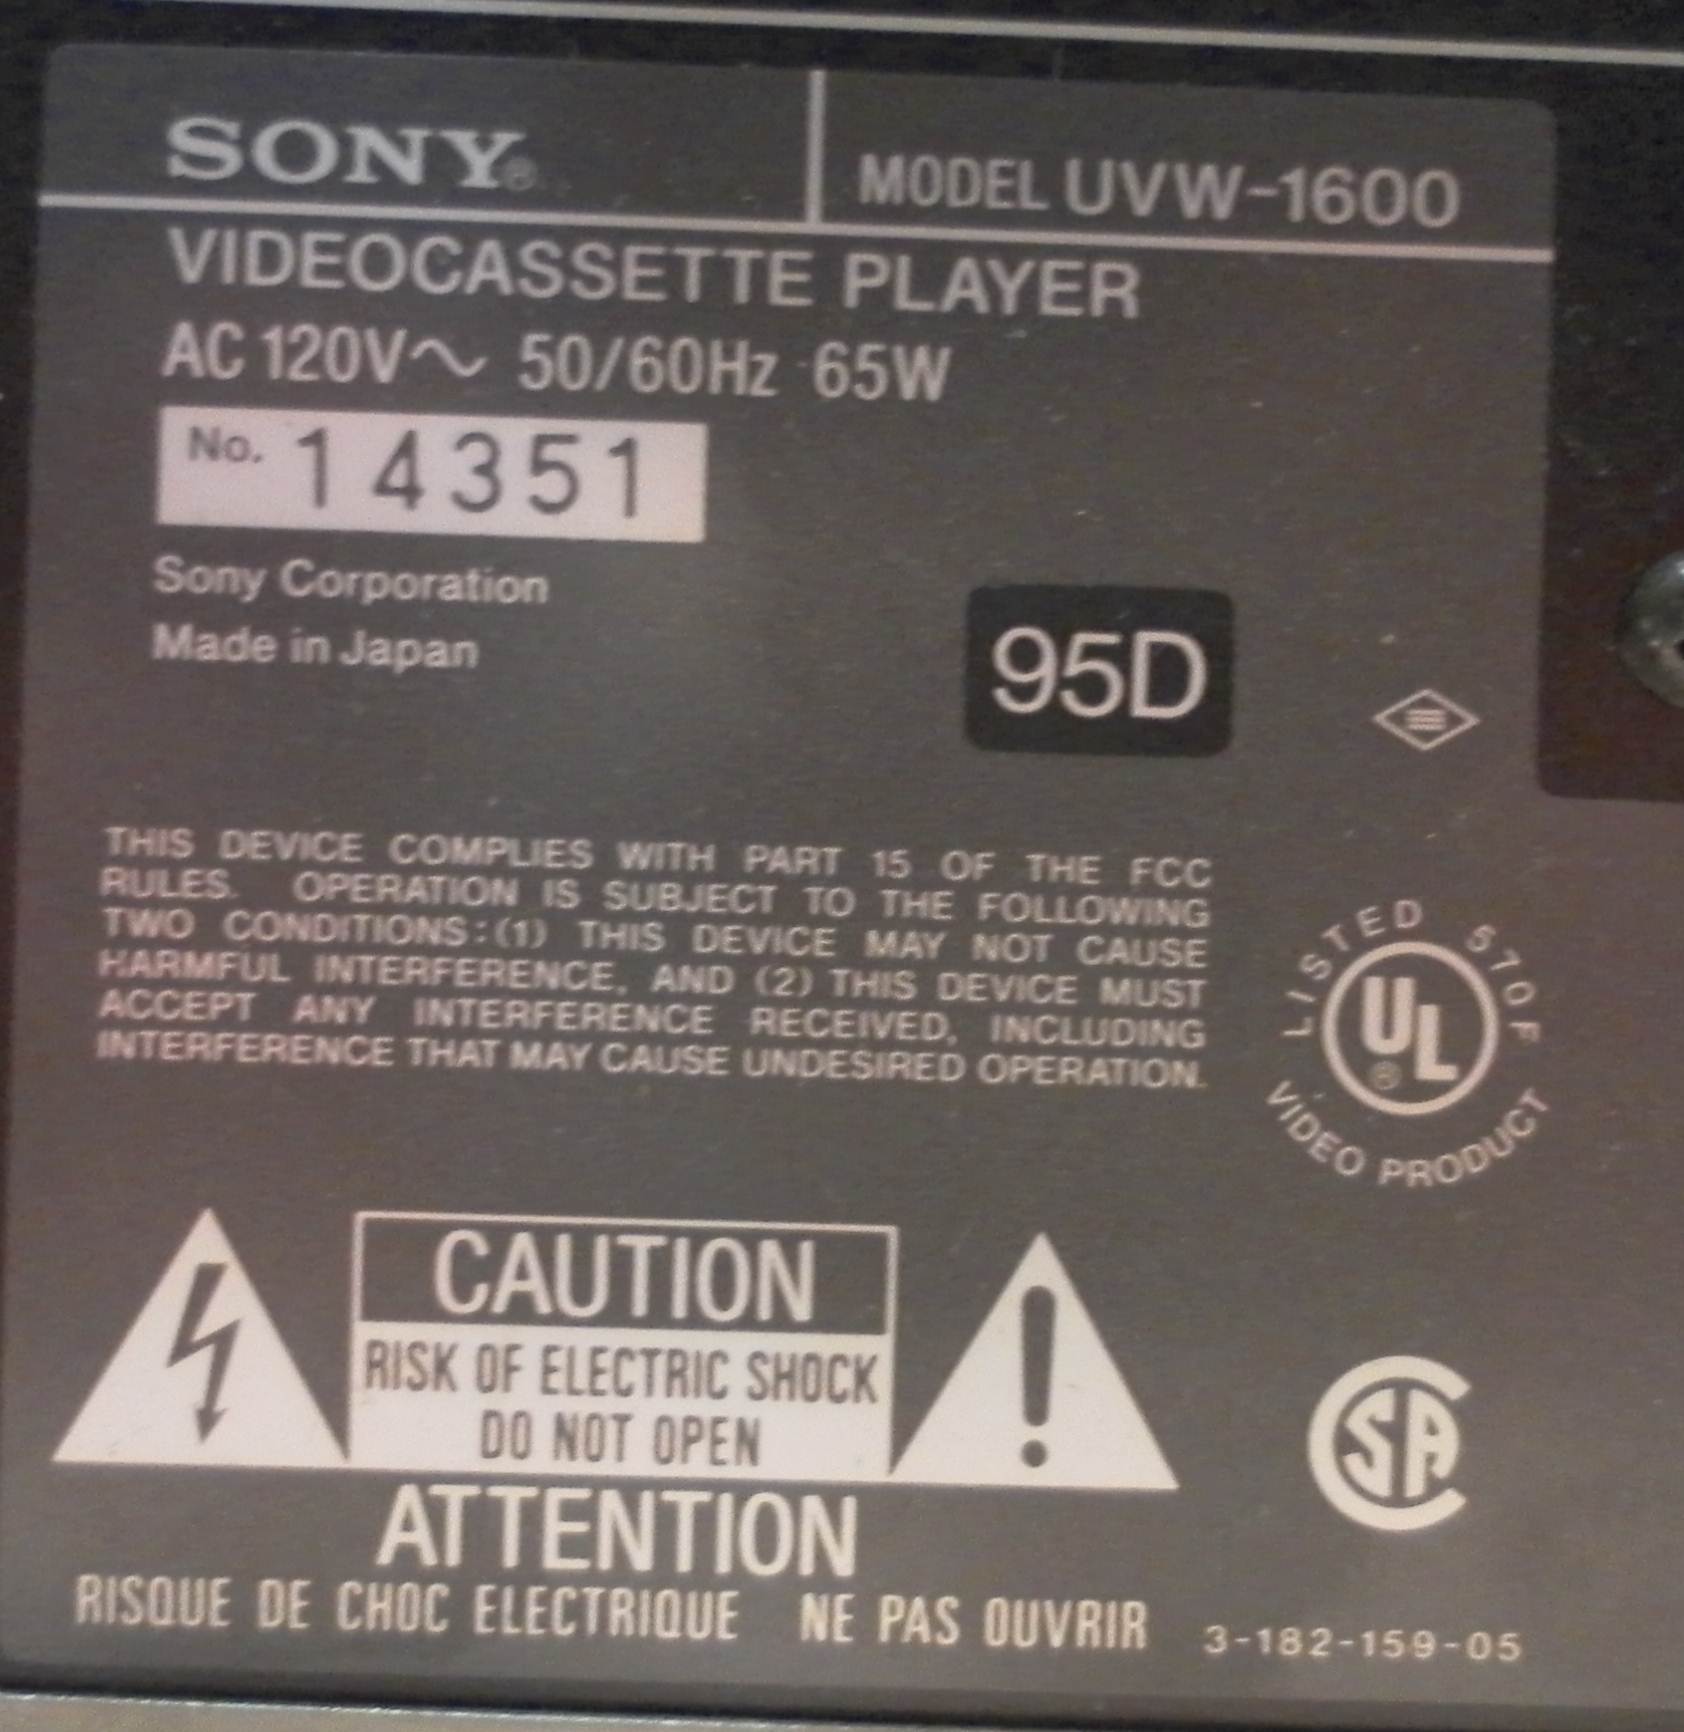 SONY®
MODEL UVW-1600
VIDEOCASSETTE PLAYER
AC 120V~ 50/60Hz 65W
No. 14351
Sony Corporation
Made in Japan
95D
THIS DEVICE COMPLIES WITH PART 15 OF THE FCC
RULES. OPERATION IS SUBJECT TO THE FOLLOWING
TWO CONDITIONS:(1) THIS DEVICE MAY NOT CAUSE
HARMFUL INTERFERENCE, AND (2) THIS DEVICE MUST
ACCEPT ANY INTERFERENCE RECEIVED, INCLUDING
INTERFERENCE THAT MAY CAUSE UNDESIRED OPERATION.
LISTED 570F
UL®
VIDEO PRODUCT
CAUTION
RISK OF ELECTRIC SHOCK
DO NOT OPEN
ATTENTION
RISQUE DE CHOC ELECTRIQUE NE PAS OUVRIR
CSA
3-182-159-05